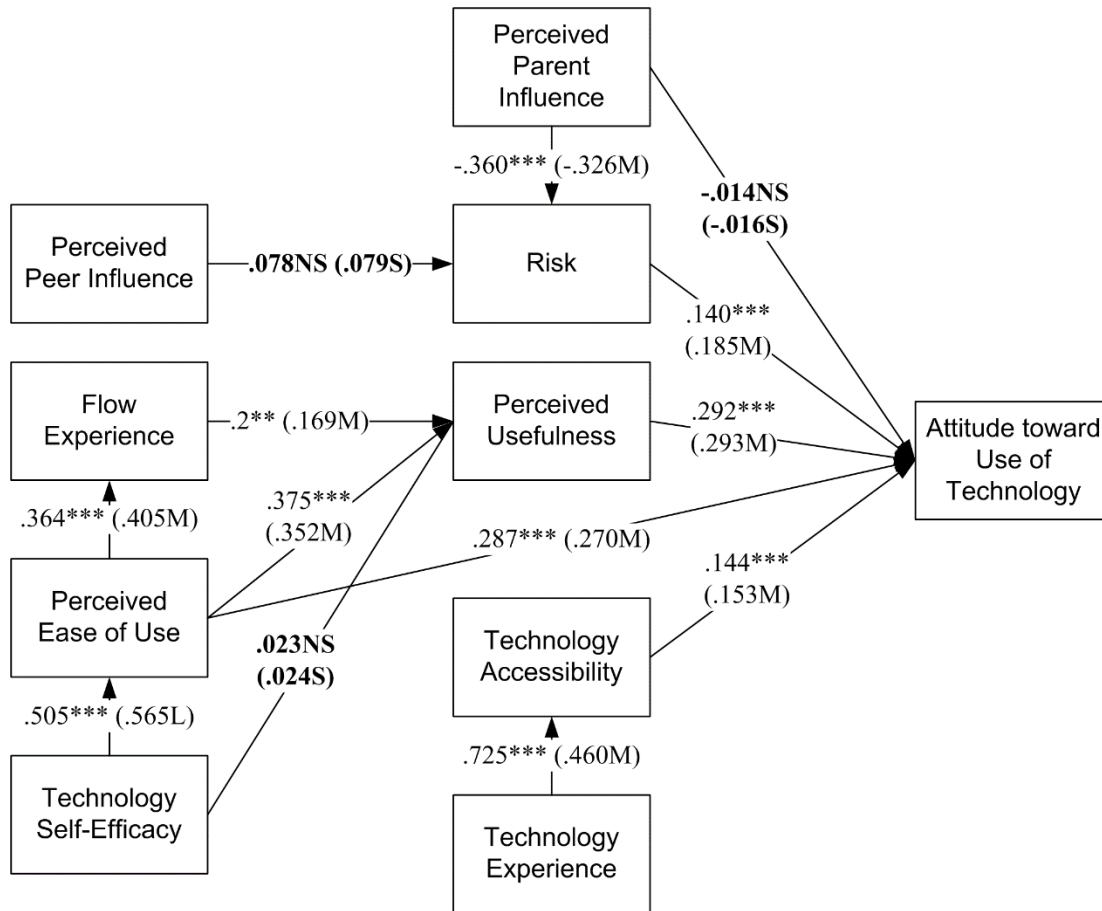 Perceived
Parent
Influence
-.360*** (-.326M)
-.014NS
(-.016S)
Perceived
Peer Influence
.078NS (.079S)
Risk
.140***
(.185M)
Flow
Experience
.2** (.169M)
Perceived
Usefulness
.292***
(.293M)
Attitude toward
Use of
Technology
.364*** (.405M)
.375***
(.352M)
.287*** (.270M)
.144***
(.153M)
Perceived
Ease of Use
.023NS
(.024S)
Technology
Accessibility
.505*** (.565L)
.725*** (.460M)
Technology
Self-Efficacy
Technology
Experience